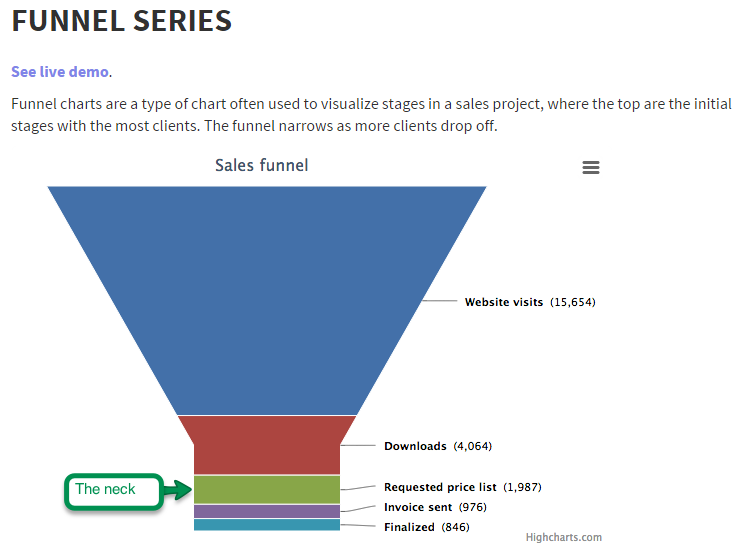 FUNNEL SERIES
See live demo.
Funnel charts are a type of chart often used to visualize stages in a sales project, where the top are the initial
stages with the most clients. The funnel narrows as more clients drop off.
Sales funnel
Website visits (15,654)
Downloads (4,064)
The neck
Requested price list (1,987)
Invoice sent (976)
Finalized (846)
Highcharts.com